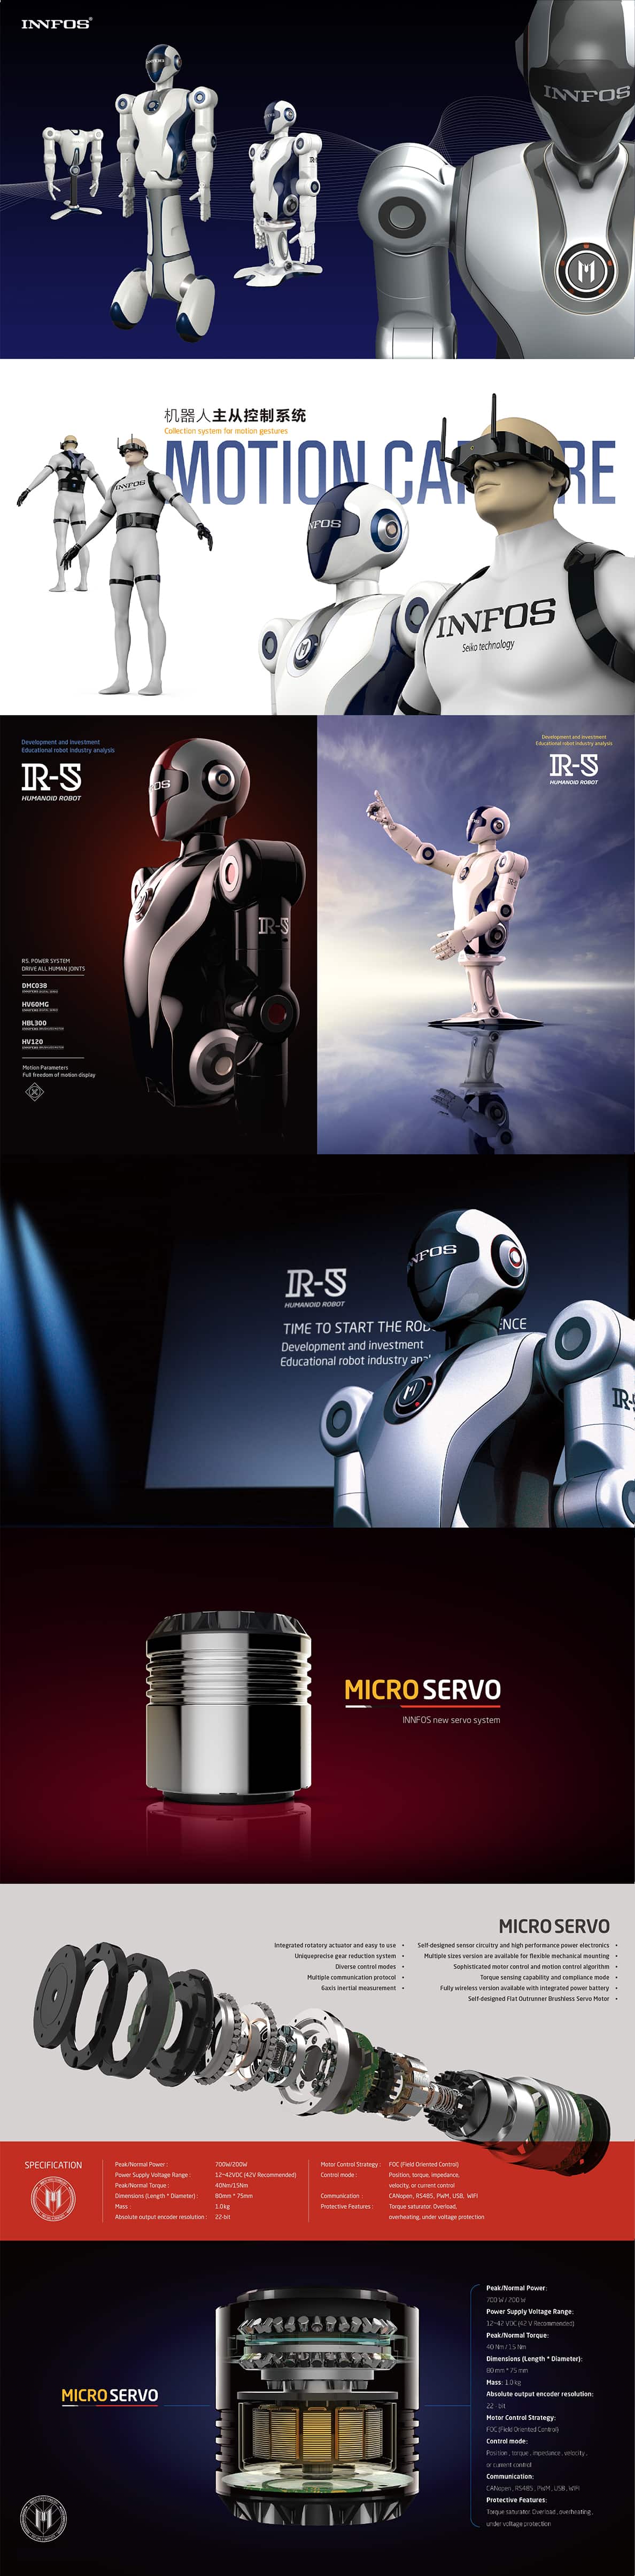 INNFOS®
INNFOS
机器人主从控制系统
Collection system for motion gestures
MOTION CA RE
INNFOS
NFOS
INNFOS
Seiko technology
Development and investment
Educational robot industry analysis
IR-S
HUMANOID ROBOT
FOS
IR-S
RS. POWER SYSTEM
DRIVE ALL HUMAN JOINTS
DMC038
HV60MG
HBL300
HV120
Motion Parameters
Full freedom of motion display
Development and investment
Educational robot industry analysis
IR-S
HUMANOID ROBOT
IR-S
HUMANOID ROBOT
TIME TO START THE ROB ENCE
Development and investment
Educational robot industry anal
NFOS
MICRO SERVO
INNFOS new servo system
MICRO SERVO
Integrated rotatory actuator and easy to use •
Uniqueprecise gear reduction system •
Diverse control modes •
Multiple communication protocol •
6axis inertial measurement •
Self-designed sensor circuitry and high performance power electronics •
Multiple sizes version are available for flexible mechanical mounting •
Sophisticated motor control and motion control algorithm •
Torque sensing capability and compliance mode •
Fully wireless version available with integrated power battery •
Self-designed Flat Outrunner Brushless Servo Motor •
SPECIFICATION
Peak/Normal Power : 700W/200W
Power Supply Voltage Range : 12~42VDC (42V Recommended)
Peak/Normal Torque : 40Nm/15Nm
Dimensions (Length * Diameter) : 80mm * 75mm
Mass : 1.0kg
Absolute output encoder resolution : 22-bit
Motor Control Strategy : FOC (Field Oriented Control)
Control mode : Position, torque, impedance,
velocity, or current control
Communication : CANopen , RS485, PWM , USB, WIFI
Protective Features : Torque saturator. Overload,
overheating, under voltage protection
MICRO SERVO
Peak/Normal Power:
700 W / 200 W
Power Supply Voltage Range:
12~42 VDC (42 V Recommended)
Peak/Normal Torque:
40 Nm / 15 Nm
Dimensions (Length * Diameter):
80 mm * 75 mm
Mass: 1.0 kg
Absolute output encoder resolution:
22 - bit
Motor Control Strategy:
FOC (Field Oriented Control)
Control mode:
Position , torque , impedance , velocity ,
or current control
Communication:
CANopen , RS485 , PWM , USB , WiFi
Protective Features:
Torque saturator. Overload , overheating ,
under voltage protection